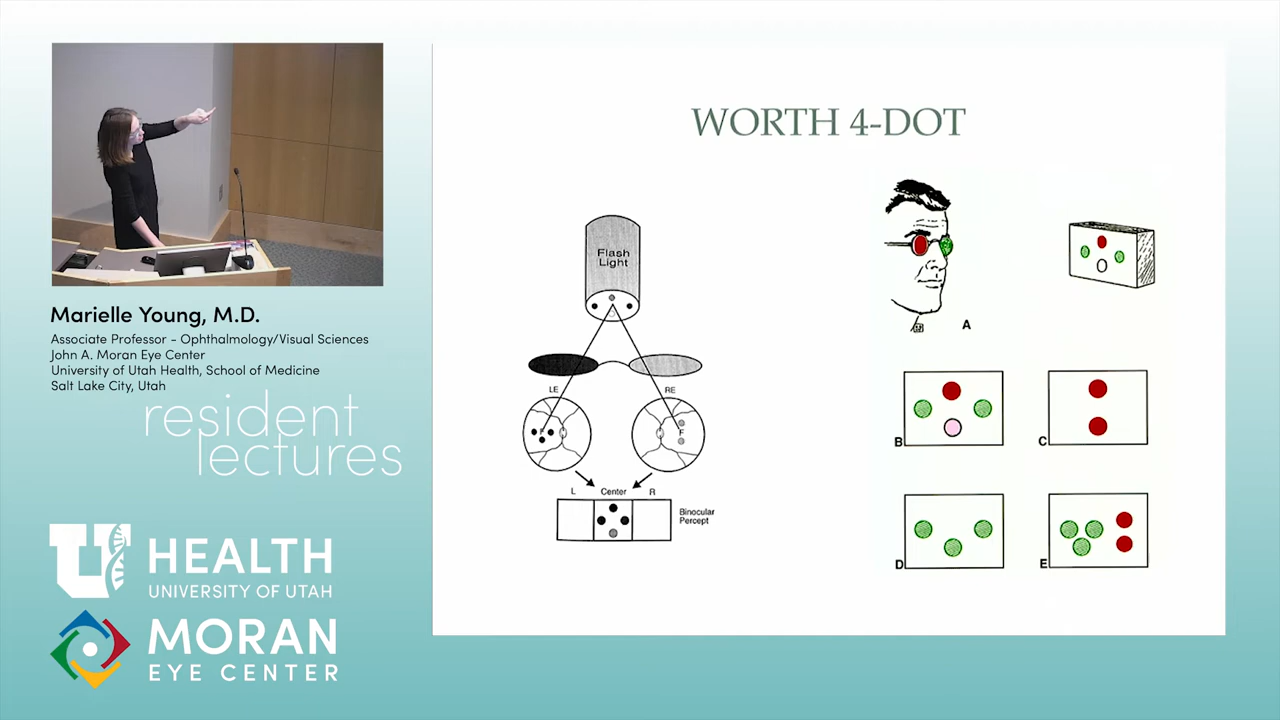 WORTH 4-DOT
Flash
Light
LE
RE
F
F
L
Center
R
Binocular
Percept
A
B
C
D
E
Marielle Young, M.D.
Associate Professor - Ophthalmology/Visual Sciences
John A. Moran Eye Center
University of Utah Health, School of Medicine
Salt Lake City, Utah
resident
lectures
U HEALTH
UNIVERSITY OF UTAH
MORAN
EYE CENTER